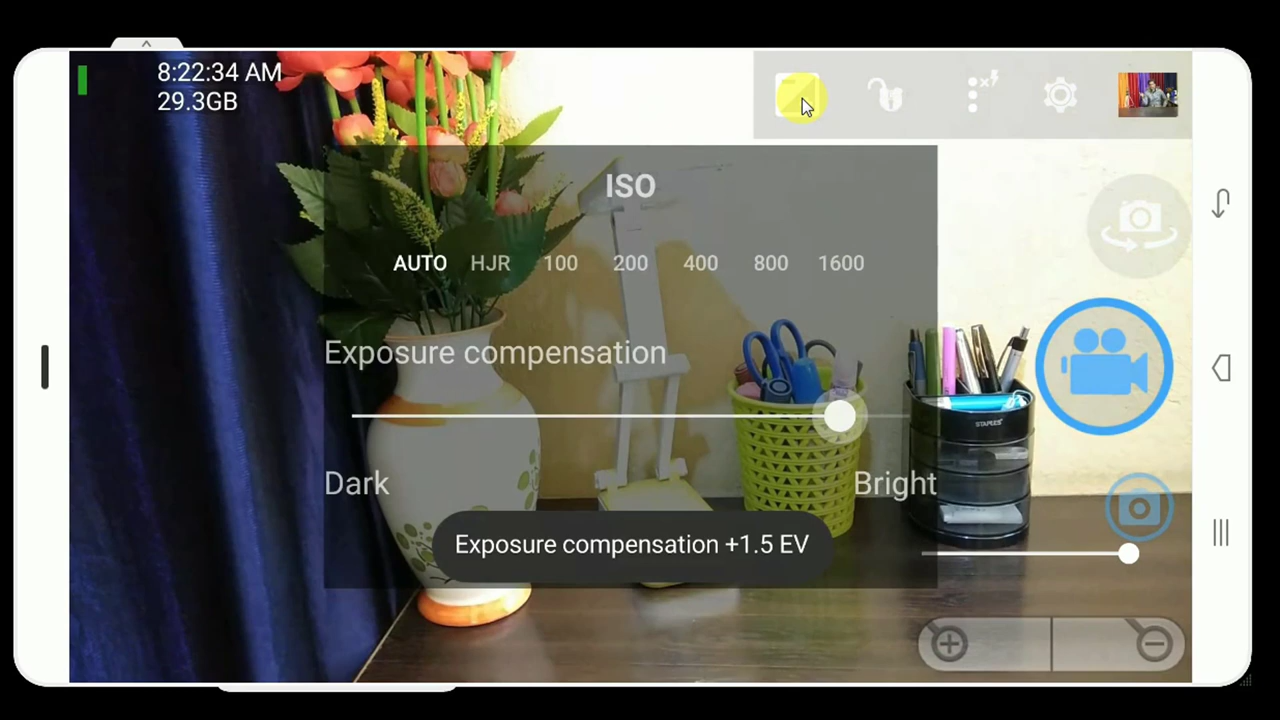 8:22:34 AM
29.3GB
ISO
AUTO HJR 100 200 400 800 1600
Exposure compensation
STAPLES
Dark Bright
Exposure compensation +1.5 EV